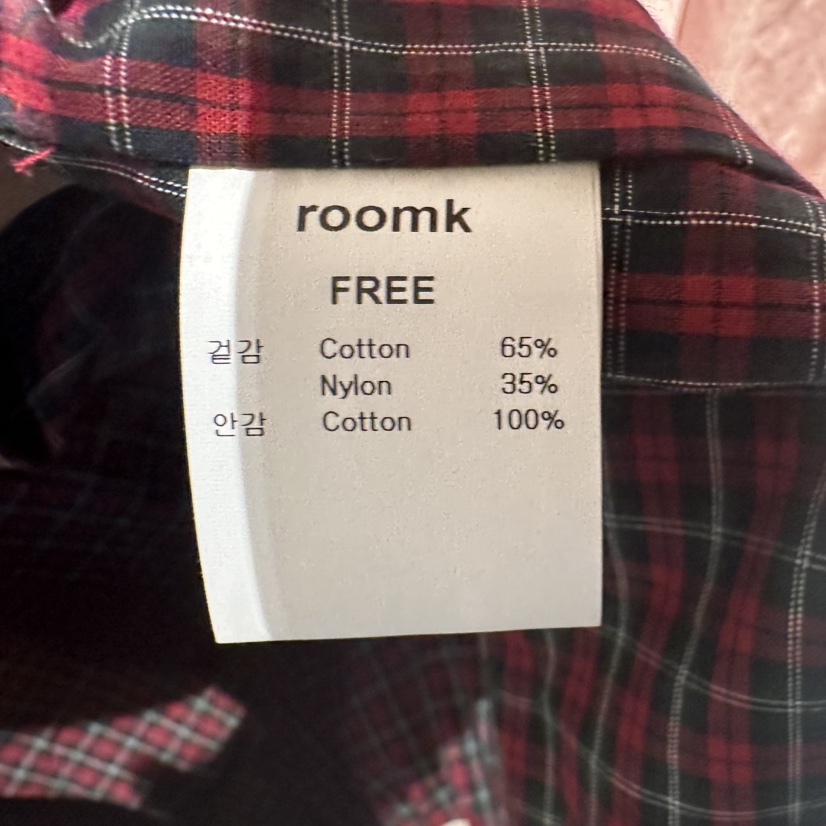 roomk
FREE
겉감 Cotton 65%
Nylon 35%
안감 Cotton 100%